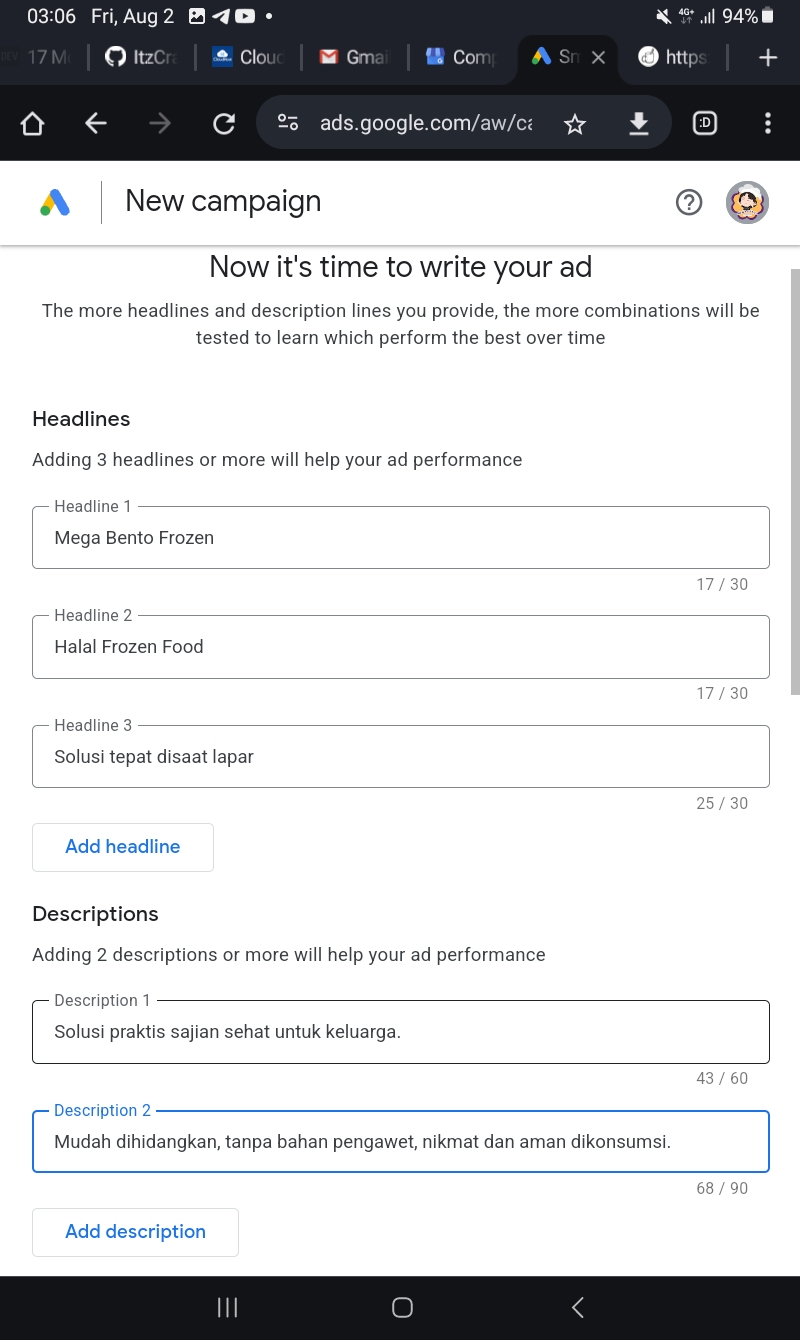 03:06 Fri, Aug 2 4G+ 94%
17 M ItzCra Cloud Gmai Comp Sm https
ads.google.com/aw/ca :D
New campaign
Now it's time to write your ad
The more headlines and description lines you provide, the more combinations will be
tested to learn which perform the best over time
Headlines
Adding 3 headlines or more will help your ad performance
Headline 1
Mega Bento Frozen
17 / 30
Headline 2
Halal Frozen Food
17 / 30
Headline 3
Solusi tepat disaat lapar
25 / 30
Add headline
Descriptions
Adding 2 descriptions or more will help your ad performance
Description 1
Solusi praktis sajian sehat untuk keluarga.
43 / 60
Description 2
Mudah dihidangkan, tanpa bahan pengawet, nikmat dan aman dikonsumsi.
68 / 90
Add description